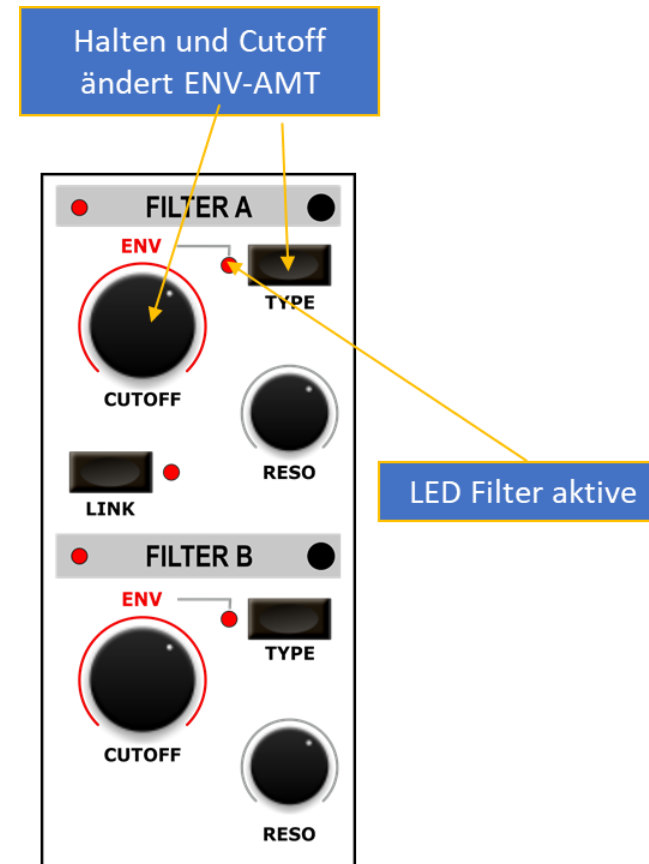 Halten und Cutoff
ändert ENV-AMT
FILTER A
ENV
TYPE
CUTOFF
RESO
LINK
LED Filter aktive
FILTER B
ENV
TYPE
CUTOFF
RESO